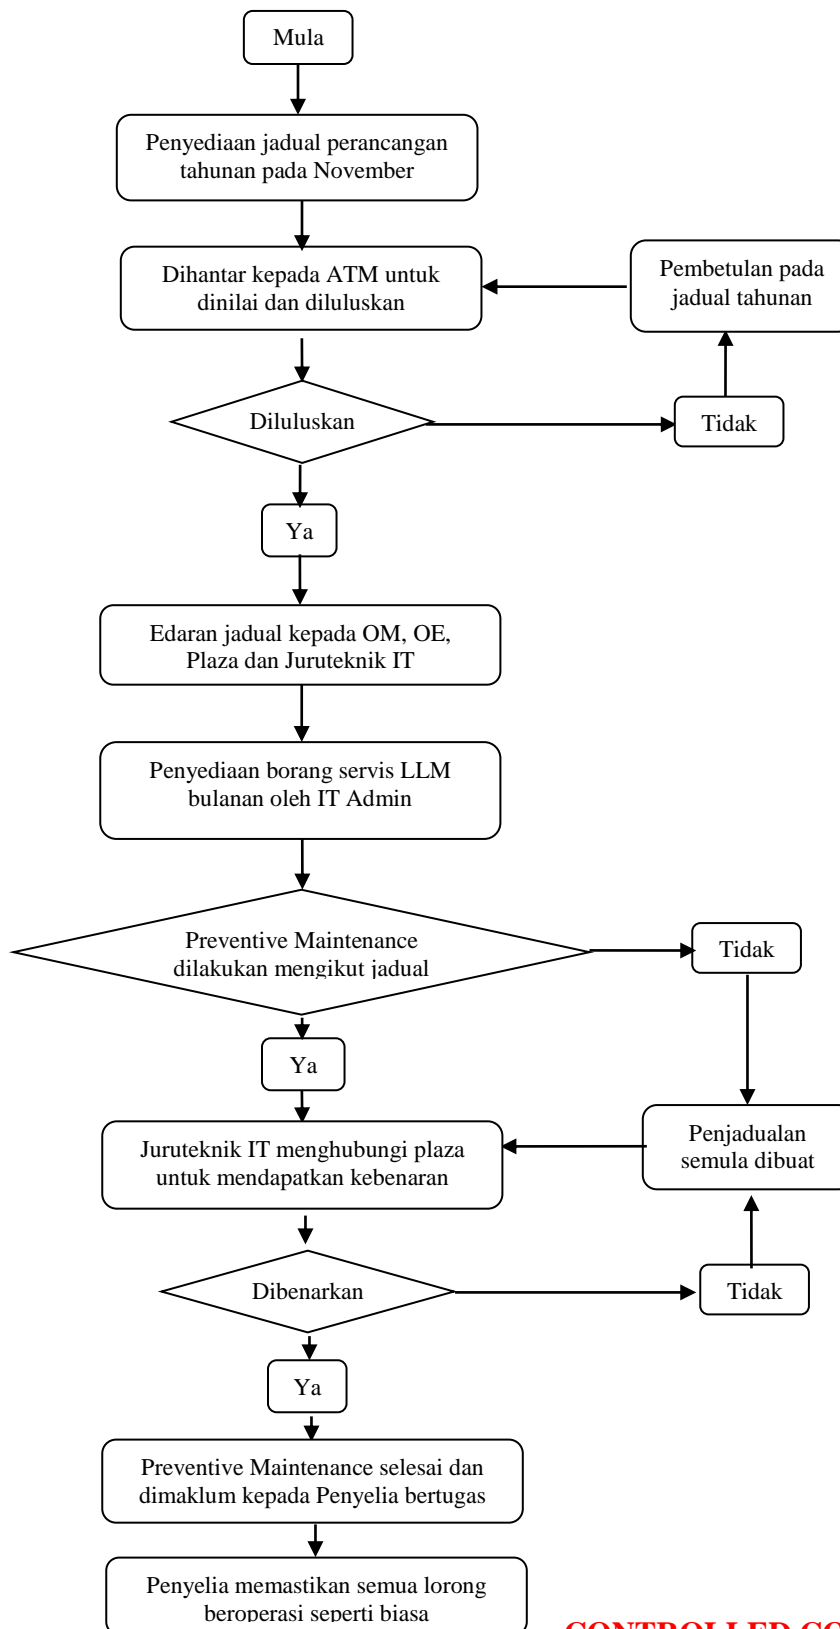 Mula
Penyediaan jadual perancangan
tahunan pada November
Dihantar kepada ATM untuk
dinilai dan diluluskan
Pembetulan pada
jadual tahunan
Diluluskan
Tidak
Ya
Edaran jadual kepada OM, OE,
Plaza dan Juruteknik IT
Penyediaan borang servis LLM
bulanan oleh IT Admin
Preventive Maintenance
dilakukan mengikut jadual
Tidak
Ya
Juruteknik IT menghubungi plaza
untuk mendapatkan kebenaran
Penjadualan
semula dibuat
Dibenarkan
Tidak
Ya
Preventive Maintenance selesai dan
dimaklum kepada Penyelia bertugas
Penyelia memastikan semua lorong
beroperasi seperti biasa
CONTROLLED